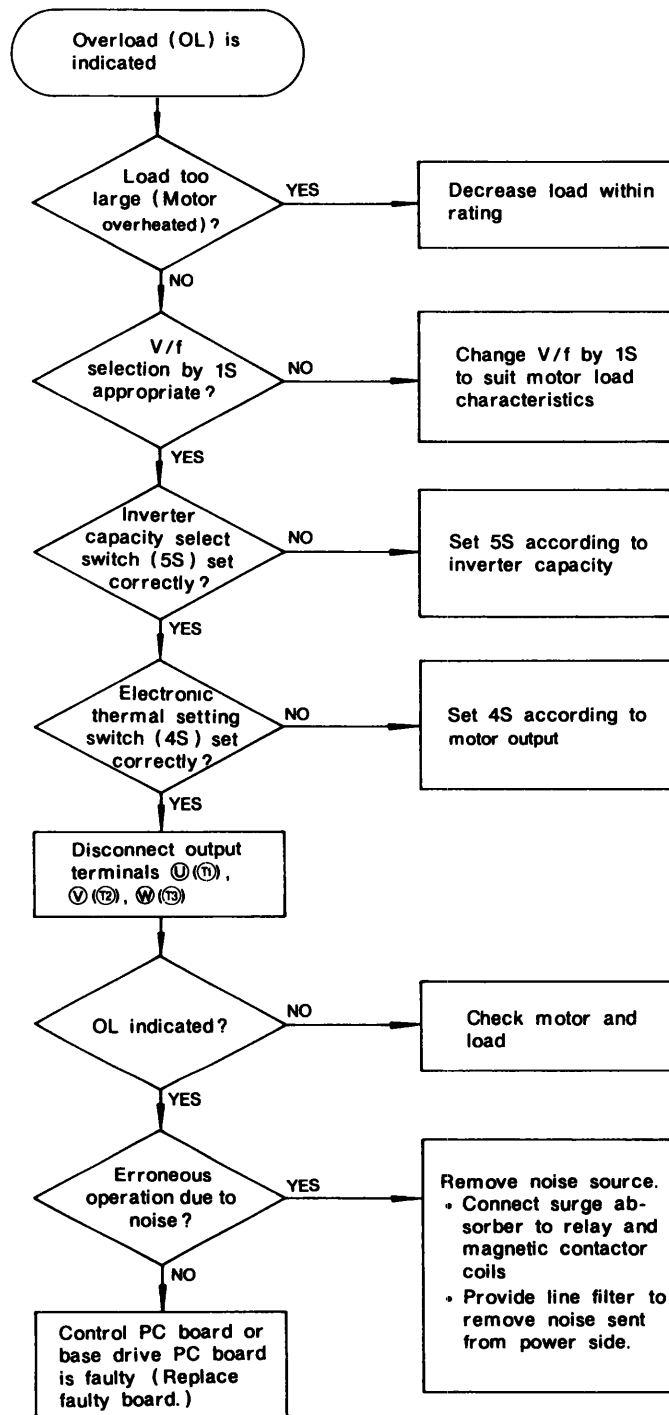 Overload (OL) is
indicated
Load too
large (Motor
overheated)?
YES
Decrease load within
rating
NO
V/f
selection by 1S
appropriate?
NO
Change V/f by 1S
to suit motor load
characteristics
YES
Inverter
capacity select
switch (5S) set
correctly?
NO
Set 5S according to
inverter capacity
YES
Electronic
thermal setting
switch (4S) set
correctly?
NO
Set 4S according to
motor output
YES
Disconnect output
terminals Ⓤ(T1),
Ⓥ(T2), Ⓦ(T3)
OL indicated?
NO
Check motor and
load
YES
Erroneous
operation due to
noise?
YES
Remove noise source.
• Connect surge ab-
sorber to relay and
magnetic contactor
coils
• Provide line filter to
remove noise sent
from power side.
NO
Control PC board or
base drive PC board
is faulty (Replace
faulty board.)